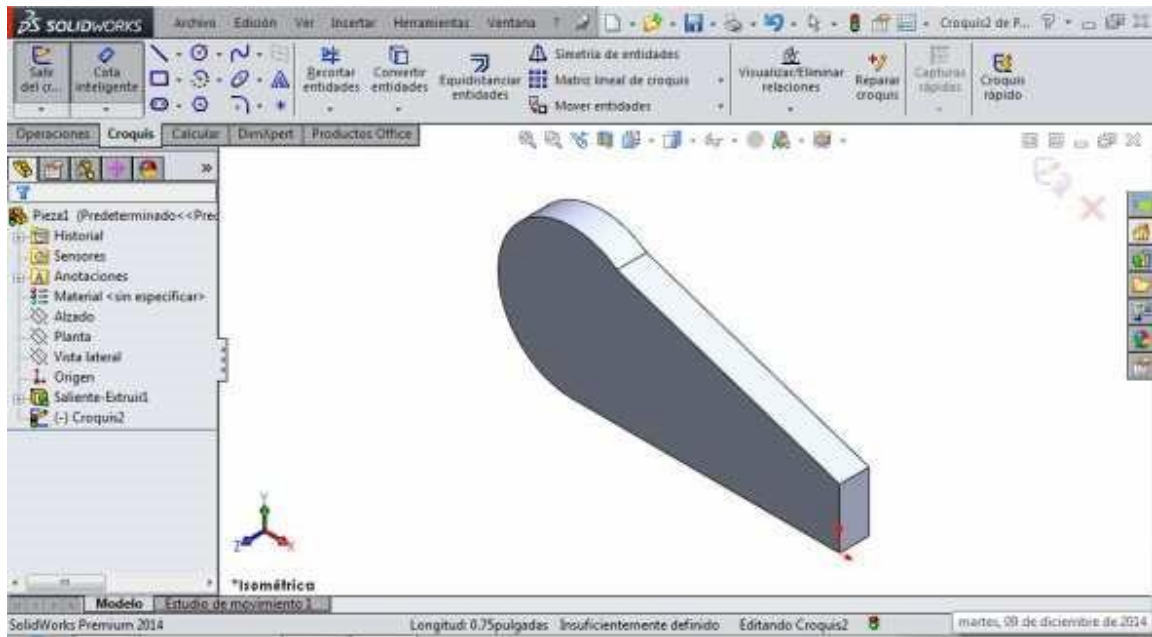 SOLIDWORKS Archivo Edición Ver Insertar Herramientas Ventana ? Croquis2 de P...
Salir del cr...
Cota inteligente
Recortar entidades
Convertir entidades
Equidistanciar entidades
Simetría de entidades
Matriz lineal de croquis
Mover entidades
Visualizar/Eliminar relaciones
Reparar croquis
Capturas rápidas
Croquis rápido
Operaciones Croquis Calcular DimXpert Productos Office
Pieza1 (Predeterminado<<Pred
Historial
Sensores
Anotaciones
Material <sin especificar>
Alzado
Planta
Vista lateral
Origen
Saliente-Extruir1
(-) Croquis2
Y
Z X
*Isométrica
Modelo Estudio de movimiento 1
SolidWorks Premium 2014 Longitud: 0.75pulgadas Insuficientemente definido Editando Croquis2 martes, 09 de diciembre de 2014